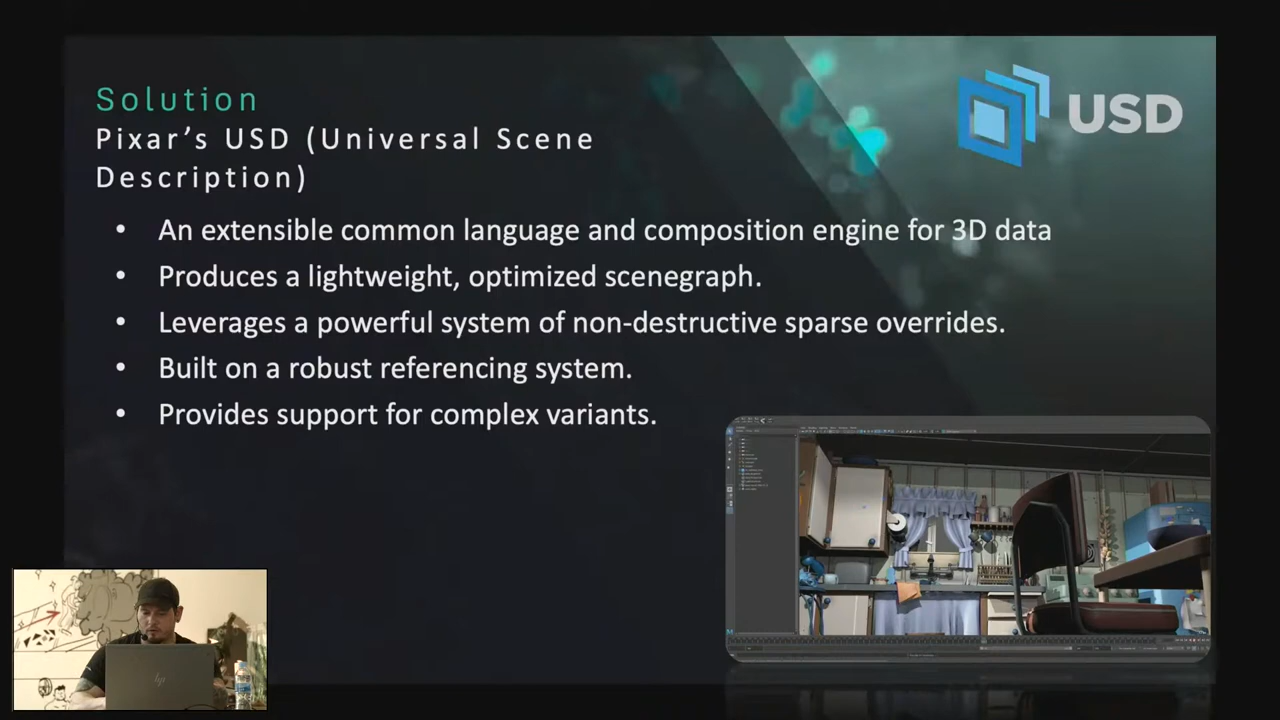 Solution
Pixar’s USD (Universal Scene
Description)
USD
• An extensible common language and composition engine for 3D data
• Produces a lightweight, optimized scenegraph.
• Leverages a powerful system of non-destructive sparse overrides.
• Built on a robust referencing system.
• Provides support for complex variants.
hp